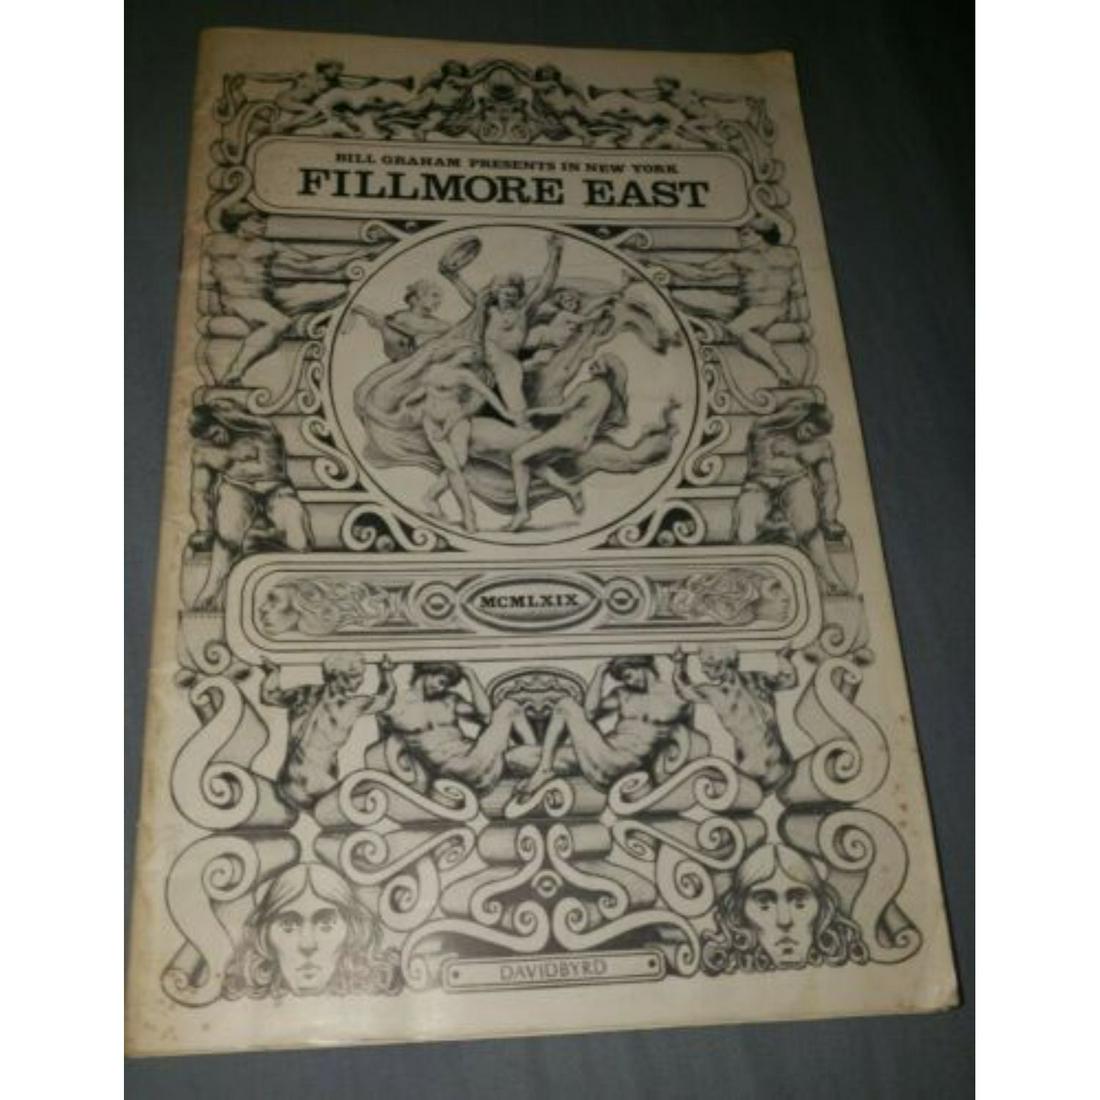 BILL GRAHAM PRESENTS IN NEW YORK
FILLMORE EAST
MCMLXIX
DAVIDBYRD